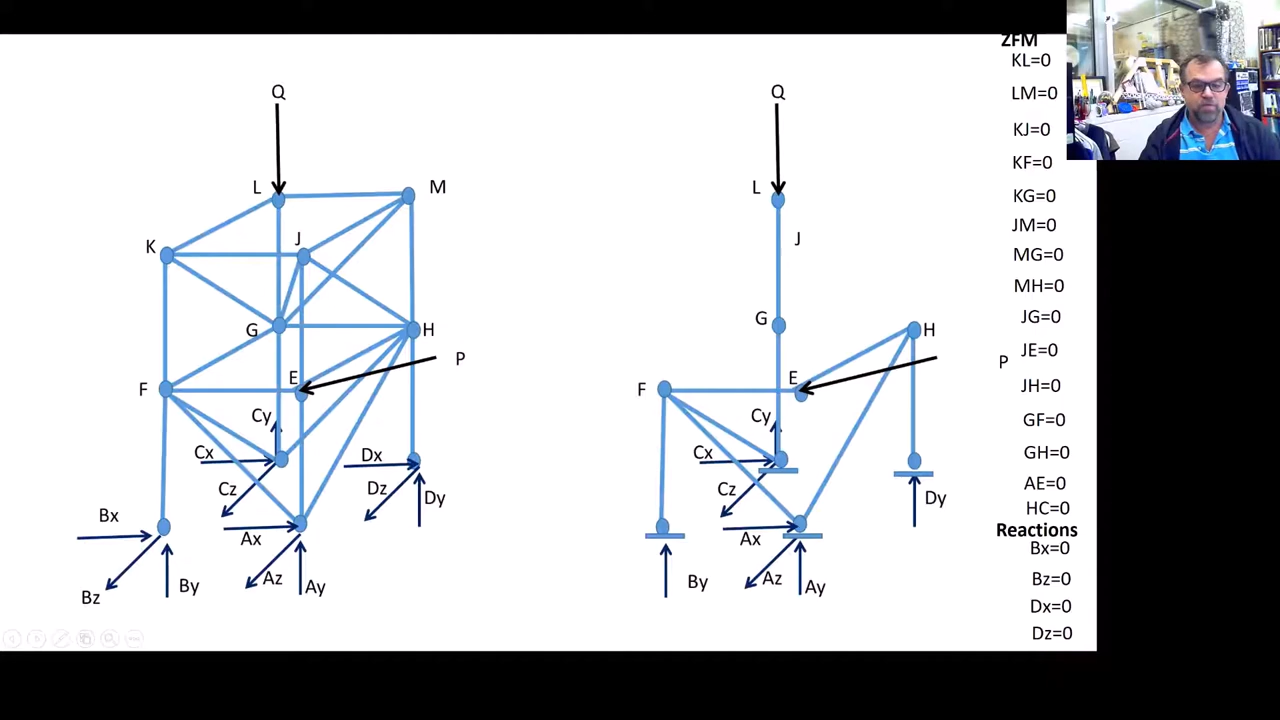 Q
L
M
K
J
G
H
P
F
E
Cy
Cx
Cz
Dx
Dz
Dy
Bx
Bz
By
Ax
Az
Ay
Q
L
J
G
H
P
F
E
Cy
Cx
Cz
Dy
By
Ax
Az
Ay
ZFM
KL=0
LM=0
KJ=0
KF=0
KG=0
JM=0
MG=0
MH=0
JG=0
JE=0
JH=0
GF=0
GH=0
AE=0
HC=0
Reactions
Bx=0
Bz=0
Dx=0
Dz=0